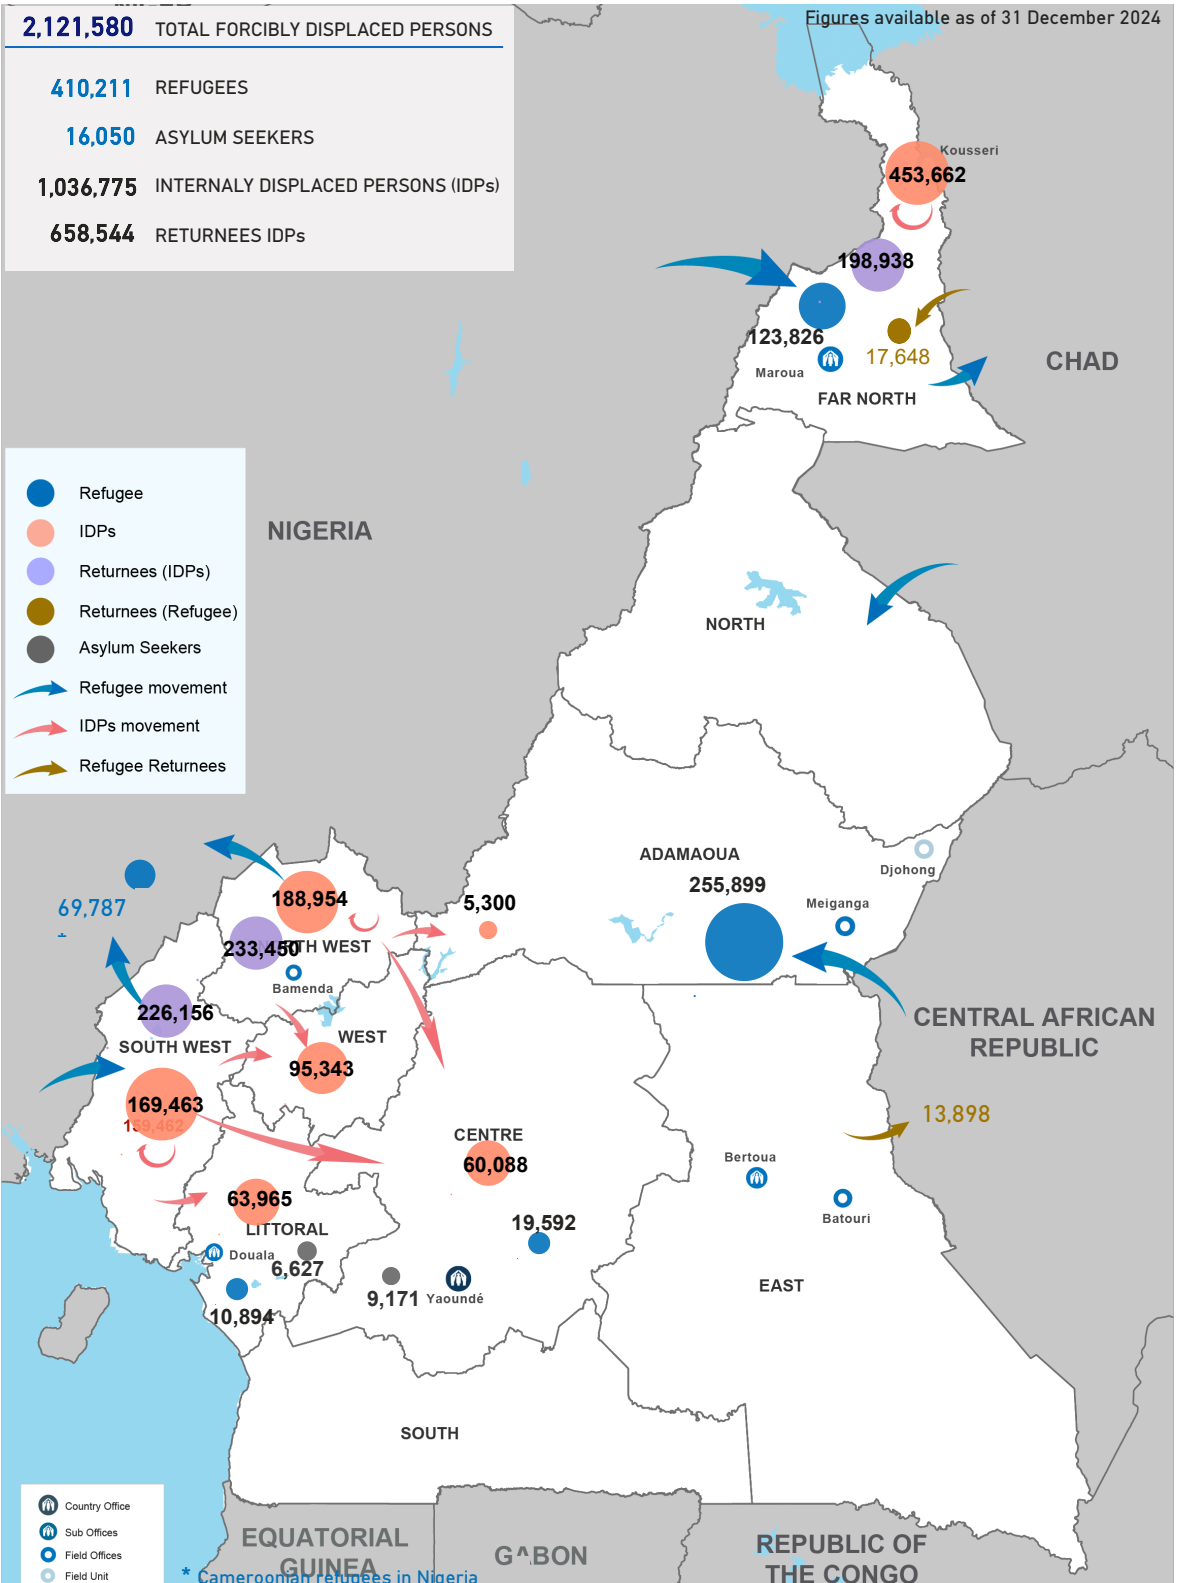 Figures available as of 31 December 2024
2,121,580 TOTAL FORCIBLY DISPLACED PERSONS
410,211 REFUGEES
16,050 ASYLUM SEEKERS
1,036,775 INTERNALY DISPLACED PERSONS (IDPs)
658,544 RETURNEES IDPs
Kousseri
453,662
198,938
123,826
17,648
Maroua
FAR NORTH
CHAD
Refugee
IDPs
Returnees (IDPs)
Returnees (Refugee)
Asylum Seekers
Refugee movement
IDPs movement
Refugee Returnees
NIGERIA
NORTH
ADAMAOUA
255,899
Djohong
Meiganga
69,787
*
188,954
5,300
233,450
NORTH WEST
Bamenda
226,156
SOUTH WEST
WEST
95,343
169,463
159,462
CENTRAL AFRICAN
REPUBLIC
13,898
CENTRE
60,088
Bertoua
Batouri
63,965
LITTORAL
Douala
6,627
10,894
19,592
9,171 Yaoundé
EAST
SOUTH
Country Office
Sub Offices
Field Offices
Field Unit
EQUATORIAL
GUINEA
GABON
REPUBLIC OF
THE CONGO
* Cameroonian refugees in Nigeria